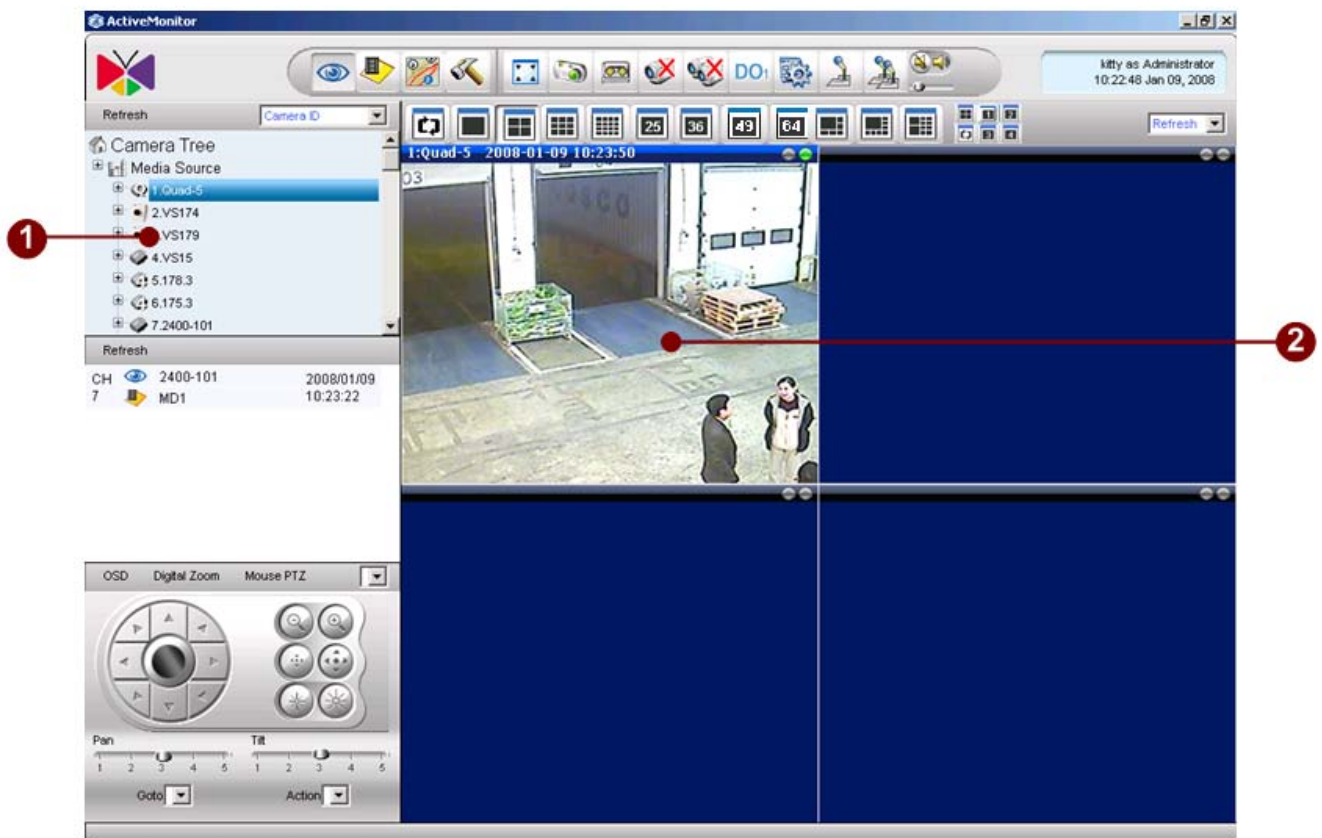 ActiveMonitor
DO1
kitty as Administrator
10:22:48 Jan 09, 2008
Refresh
Camera ID
25
36
49
64
Refresh
Camera Tree
Media Source
1.Quad-5
2.VS174
.VS179
4.VS15
5.178.3
6.175.3
7.2400-101
1
1:Quad-5 2008-01-09 10:23:50
03
2
Refresh
CH 2400-101 2008/01/09
7 MD1 10:23:22
OSD Digital Zoom Mouse PTZ
Pan Tilt
1 2 3 4 5 1 2 3 4 5
Goto Action